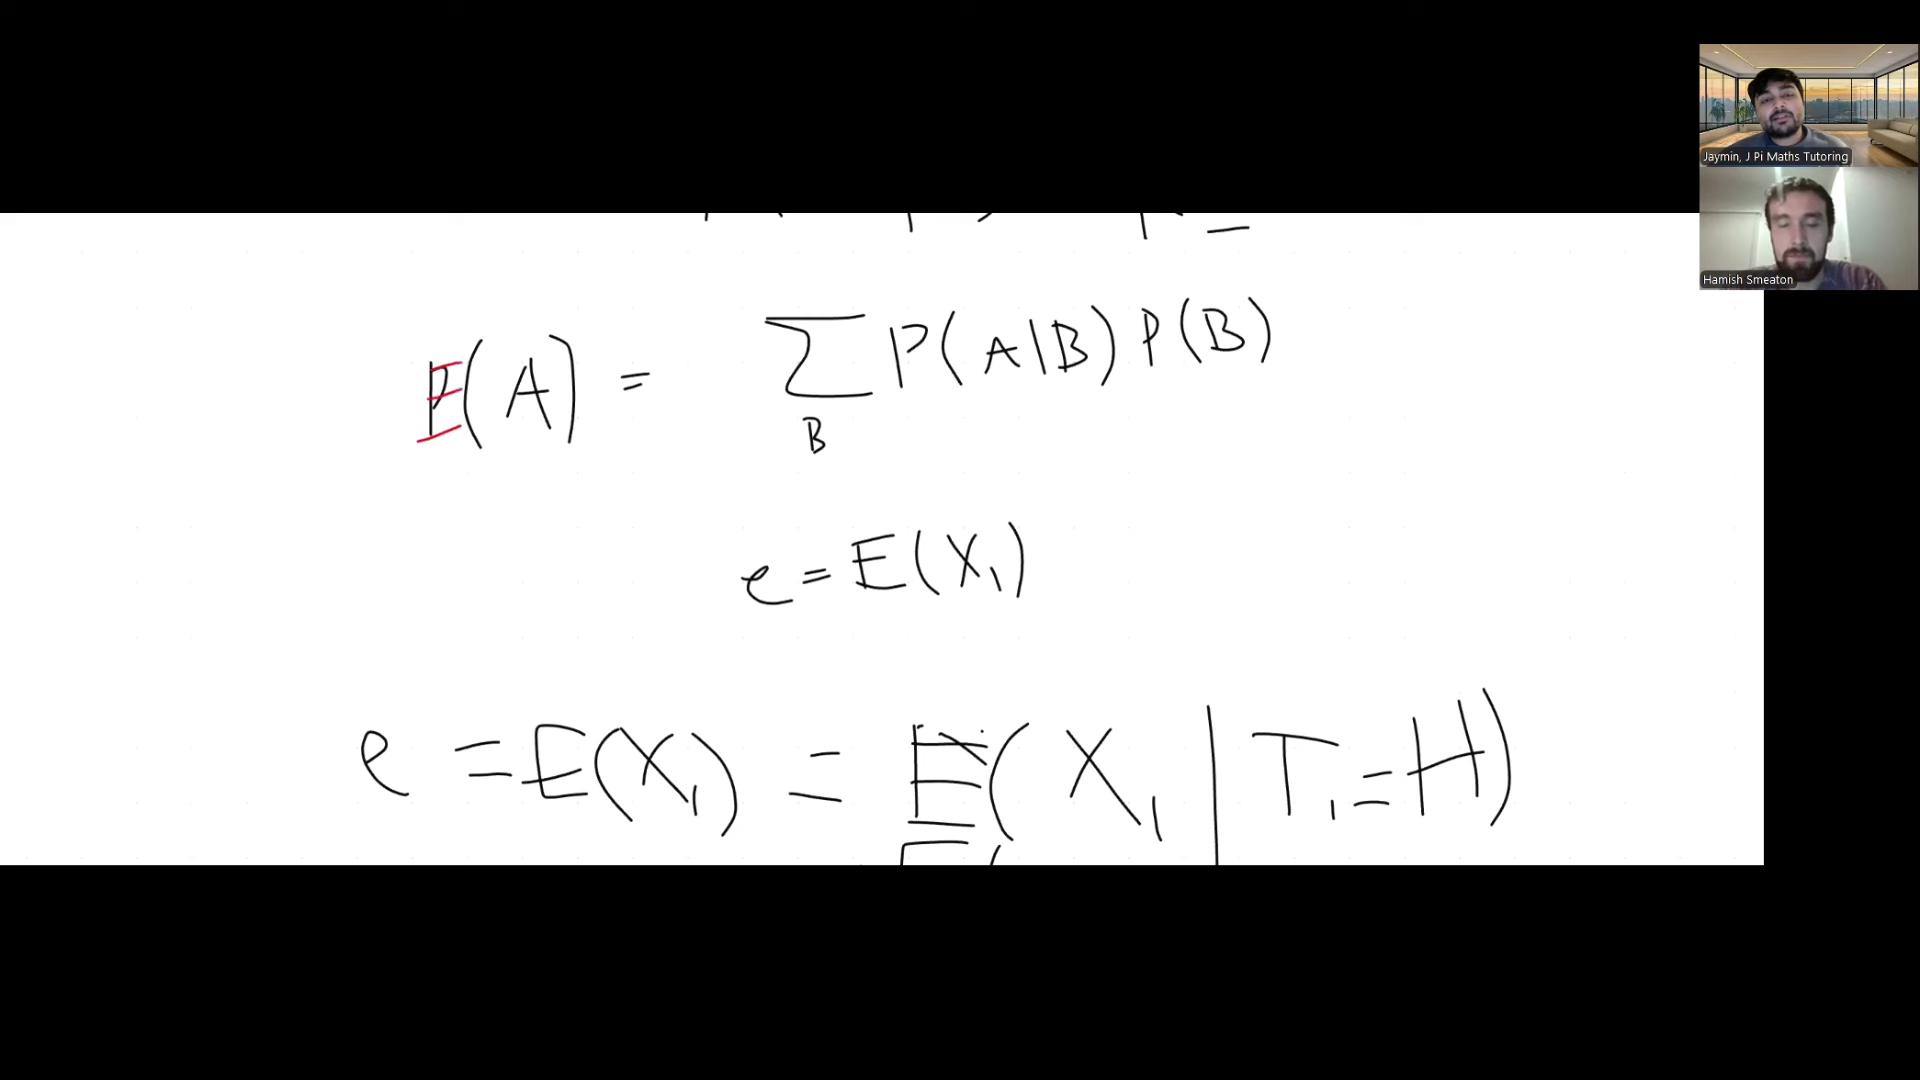 Jaymin, J Pi Maths Tutoring
Hamish Smeaton
E(A) = ∑ P(A|B) P(B)
B
e = E(X₁)
e = E(X₁) = E(X₁ | T₁ = H)